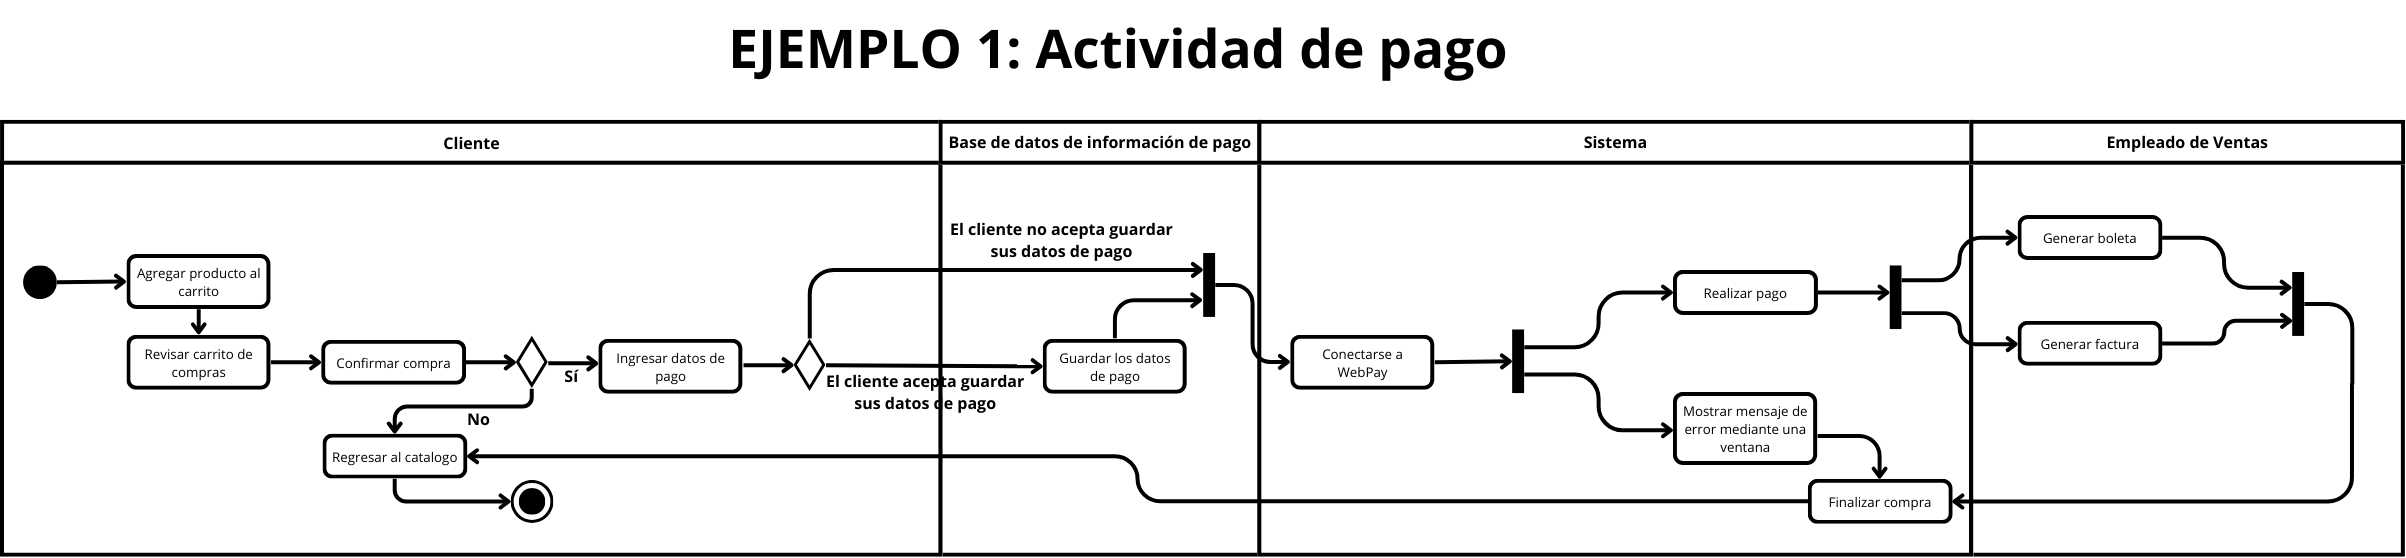 EJEMPLO 1: Actividad de pago
Cliente
Base de datos de información de pago
Sistema
Empleado de Ventas
Agregar producto al
carrito
Revisar carrito de
compras
Confirmar compra
Sí
No
Regresar al catalogo
Ingresar datos de
pago
El cliente no acepta guardar
sus datos de pago
El cliente acepta guardar
sus datos de pago
Guardar los datos
de pago
Conectarse a
WebPay
Realizar pago
Mostrar mensaje de
error mediante una
ventana
Finalizar compra
Generar boleta
Generar factura